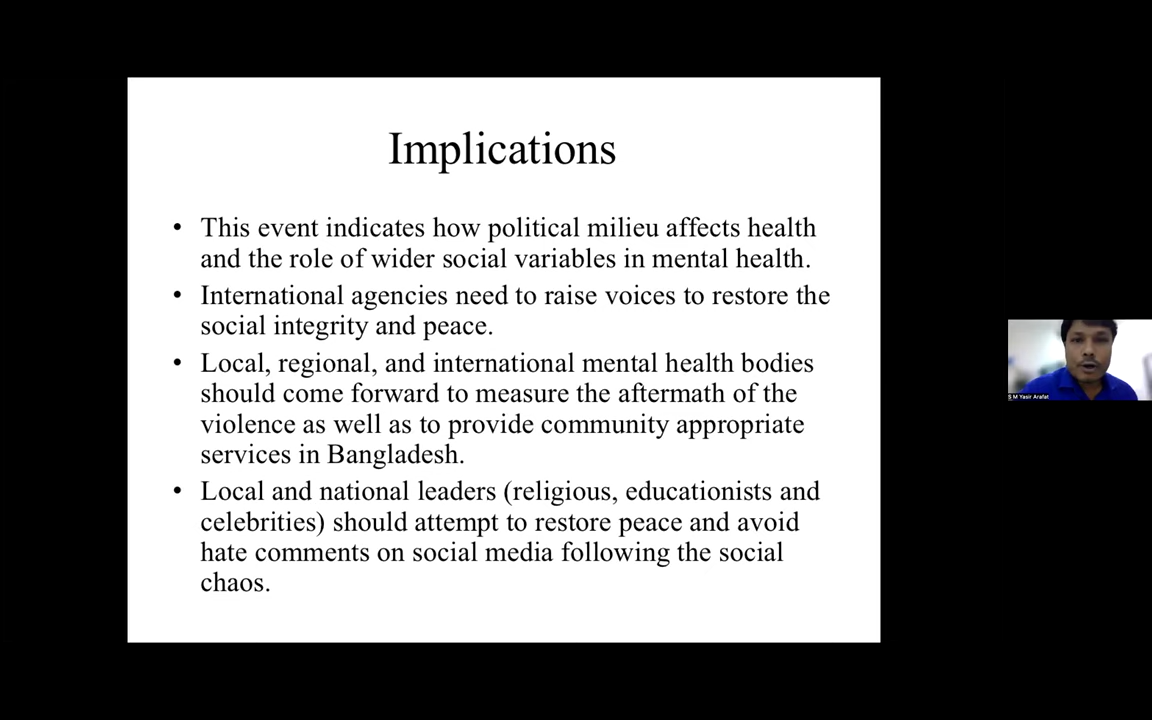 Implications
• This event indicates how political milieu affects health
and the role of wider social variables in mental health.
• International agencies need to raise voices to restore the
social integrity and peace.
• Local, regional, and international mental health bodies
should come forward to measure the aftermath of the
violence as well as to provide community appropriate
services in Bangladesh.
• Local and national leaders (religious, educationists and
celebrities) should attempt to restore peace and avoid
hate comments on social media following the social
chaos.
S M Yasir Arafat